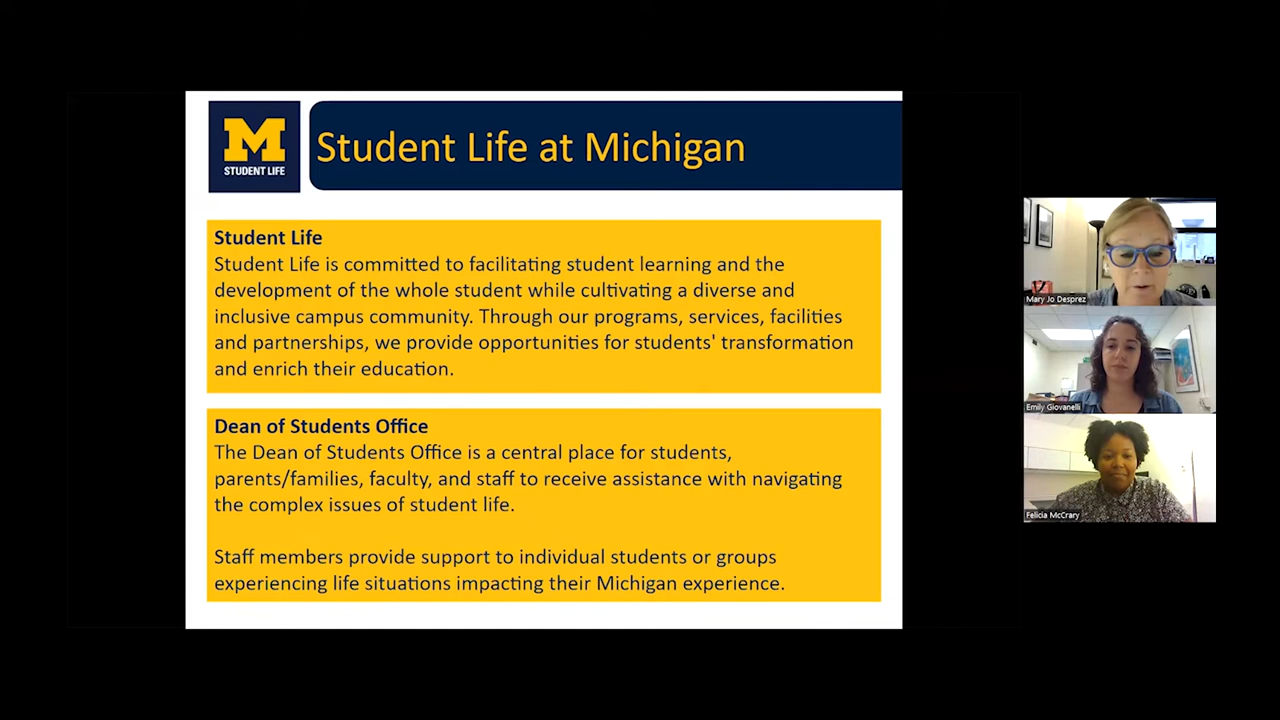 M
STUDENT LIFE
Student Life at Michigan
Student Life
Student Life is committed to facilitating student learning and the
development of the whole student while cultivating a diverse and
inclusive campus community. Through our programs, services, facilities
and partnerships, we provide opportunities for students' transformation
and enrich their education.
Dean of Students Office
The Dean of Students Office is a central place for students,
parents/families, faculty, and staff to receive assistance with navigating
the complex issues of student life.
Staff members provide support to individual students or groups
experiencing life situations impacting their Michigan experience.
Mary Jo Desprez
Emily Giovanelli
Felicia McCrary